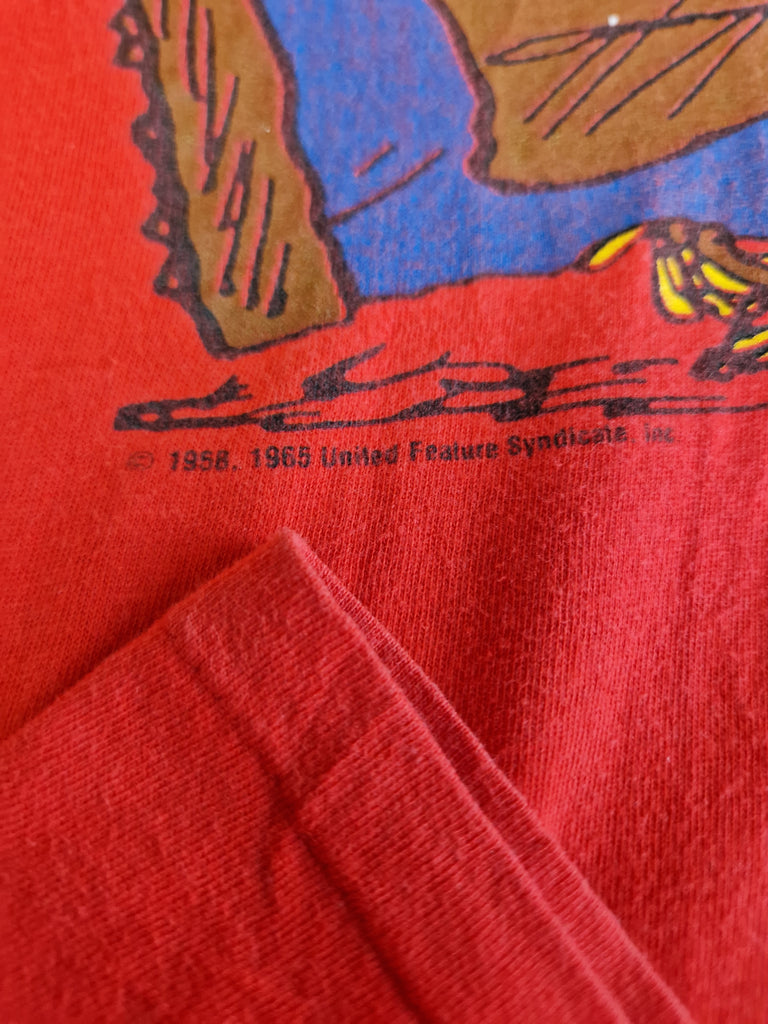 © 1958, 1965 United Feature Syndicate, Inc.